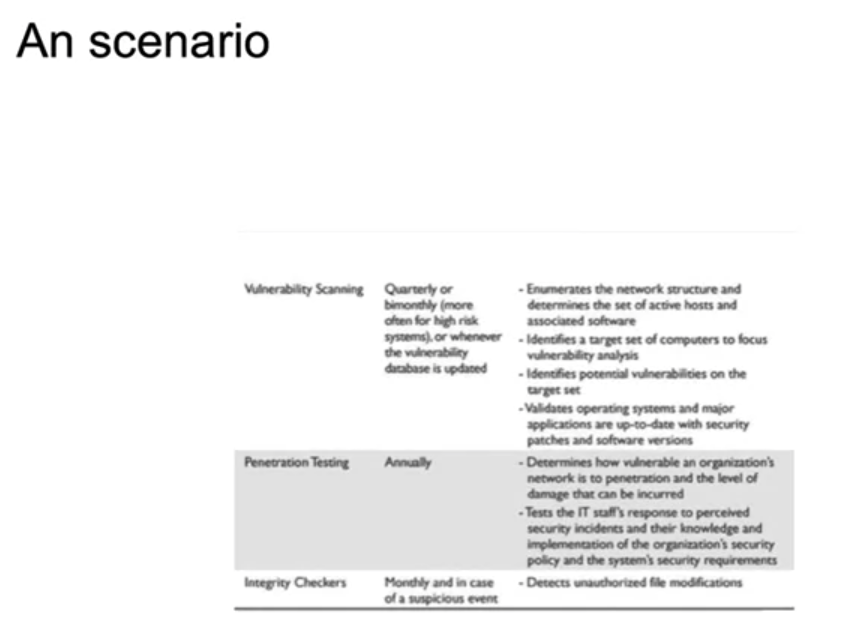 An scenario
Vulnerability Scanning
Quarterly or
bimonthly (more
often for high risk
systems), or whenever
the vulnerability
database is updated
- Enumerates the network structure and
determines the set of active hosts and
associated software
- Identifies a target set of computers to focus
vulnerability analysis
- Identifies potential vulnerabilities on the
target set
- Validates operating systems and major
applications are up-to-date with security
patches and software versions
Penetration Testing
Annually
- Determines how vulnerable an organization's
network is to penetration and the level of
damage that can be incurred
- Tests the IT staff's response to perceived
security incidents and their knowledge and
implementation of the organization's security
policy and the system's security requirements
Integrity Checkers
Monthly and in case
of a suspicious event
- Detects unauthorized file modifications